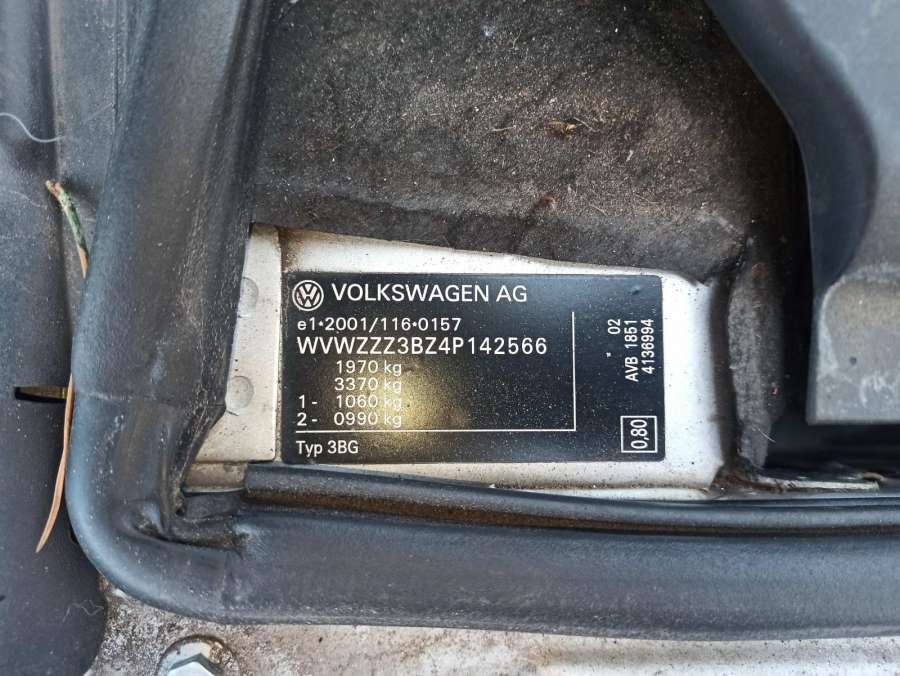 VOLKSWAGEN AG
e1•2001/116•0157
WVWZZZ3BZ4P142566
1970 kg
3370 kg
1- 1060 kg
2- 0990 kg
Typ 3BG
* 02
AVB 1851
4136994
0,80